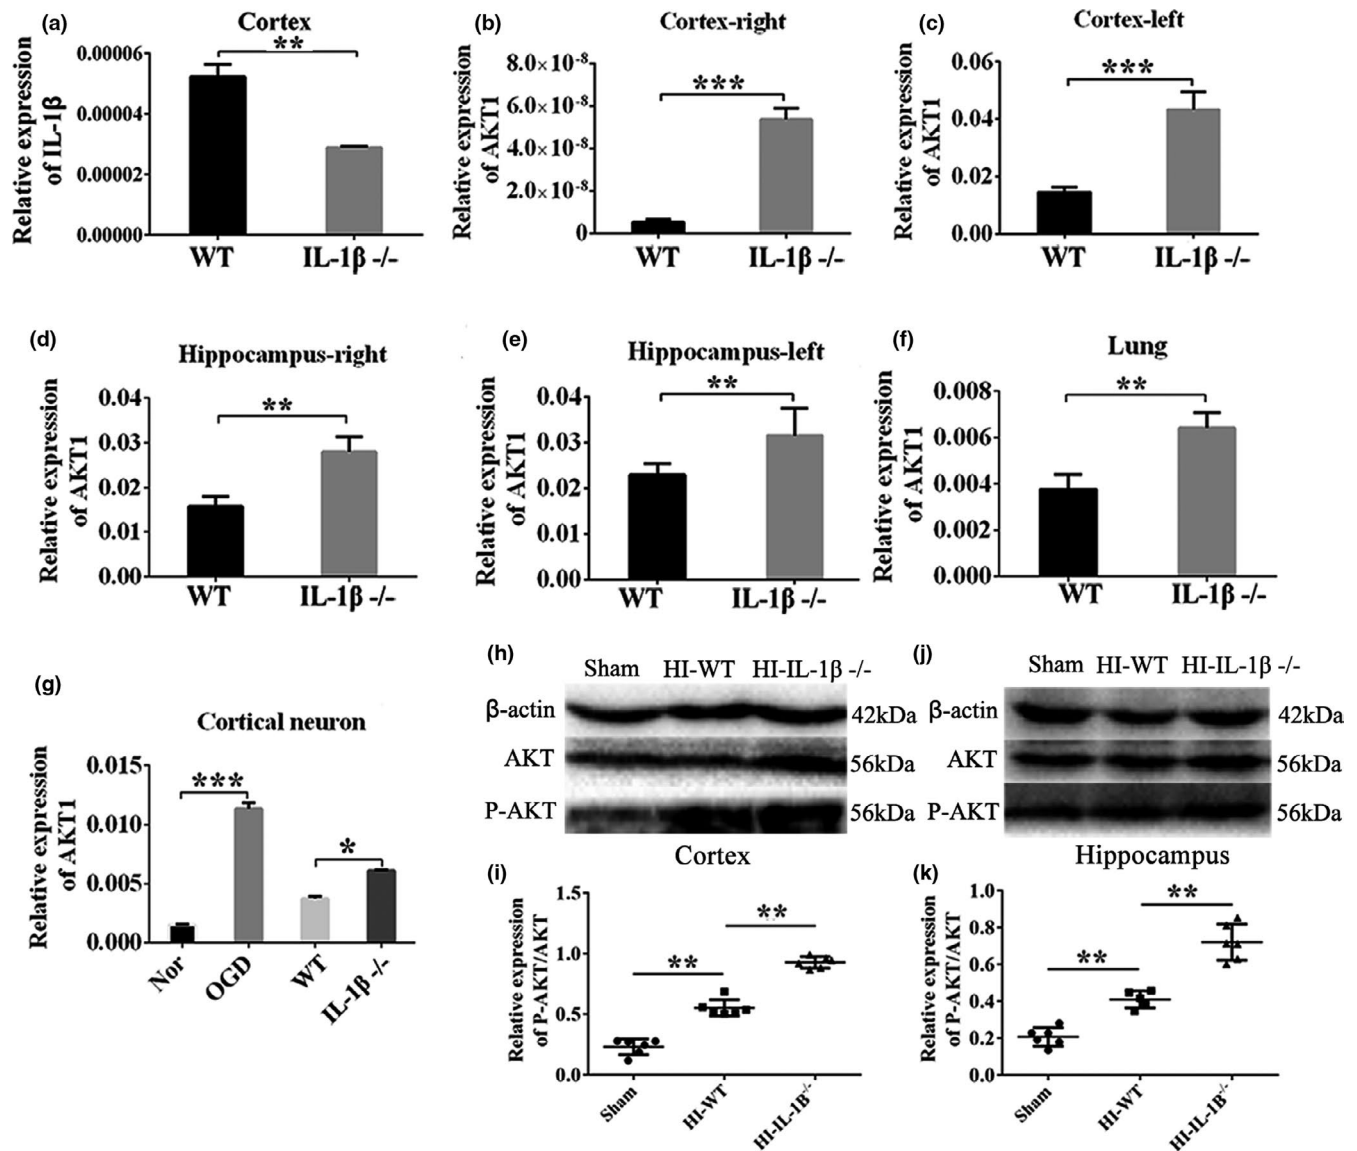 (a)
Cortex
**
Relative expression
of IL-1β
0.00006
0.00004
0.00002
0.00000
WT
IL-1β -/-
(b)
Cortex-right
***
Relative expression
of AKT1
8.0×10-8
6.0×10-8
4.0×10-8
2.0×10-8
0
WT
IL-1β -/-
(c)
Cortex-left
***
Relative expression
of AKT1
0.06
0.04
0.02
0.00
WT
IL-1β -/-
(d)
Hippocampus-right
**
Relative expression
of AKT1
0.04
0.03
0.02
0.01
0.00
WT
IL-1β -/-
(e)
Hippocampus-left
**
Relative expression
of AKT1
0.04
0.03
0.02
0.01
0.00
WT
IL-1β -/-
(f)
Lung
**
Relative expression
of AKT1
0.008
0.006
0.004
0.002
0.000
WT
IL-1β -/-
(g)
Cortical neuron
***
*
Relative expression
of AKT1
0.015
0.010
0.005
0.000
Nor
OGD
WT
IL-1β -/-
(h)
Sham HI-WT HI-IL-1β -/-
β-actin 42kDa
AKT 56kDa
P-AKT 56kDa
(j)
Sham HI-WT HI-IL-1β -/-
β-actin 42kDa
AKT 56kDa
P-AKT 56kDa
(i)
Cortex
**
**
Relative expression
of P-AKT/AKT
1.5
1.0
0.5
0.0
Sham
HI-WT
HI-IL-1B-/-
(k)
Hippocampus
**
**
Relative expression
of P-AKT/AKT
1.0
0.8
0.6
0.4
0.2
0.0
Sham
HI-WT
HI-IL-1B-/-